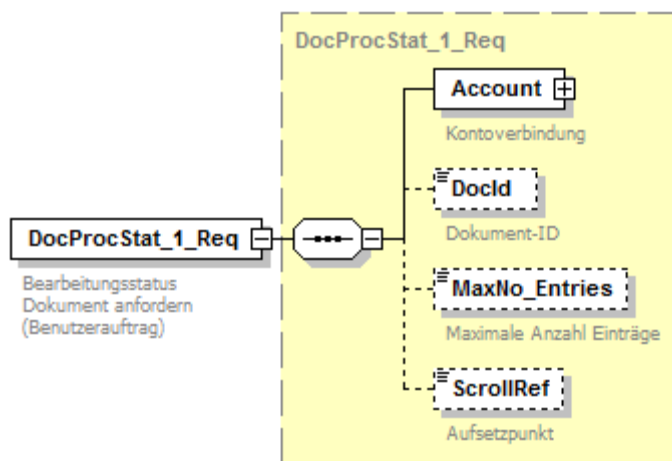 DocProcStat_1_Req
Account
Kontoverbindung
DocId
Dokument-ID
DocProcStat_1_Req
Bearbeitungsstatus
Dokument anfordern
(Benutzerauftrag)
MaxNo_Entries
Maximale Anzahl Einträge
ScrollRef
Aufsetzpunkt